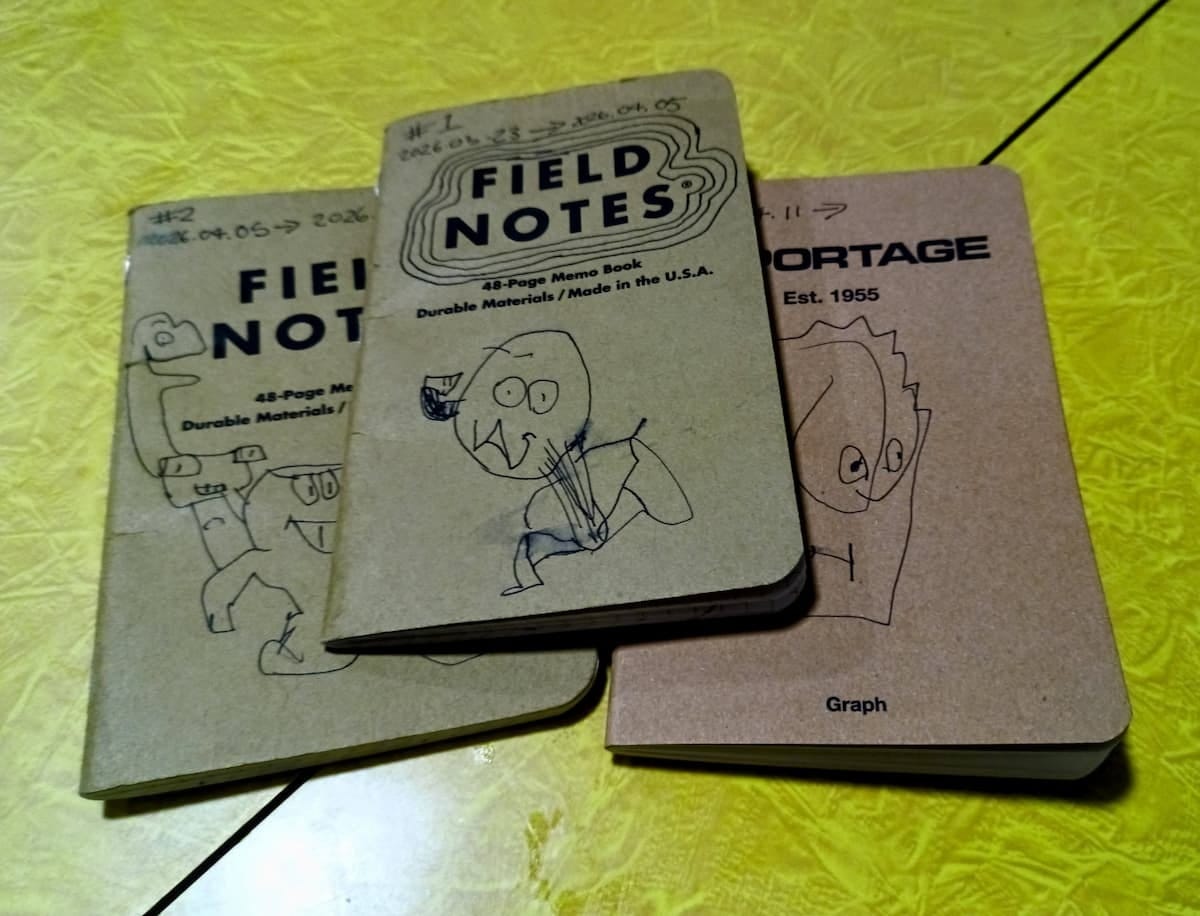 #1
2026.03.23 → 2026.04.05
FIELD
NOTES®
48-Page Memo Book
Durable Materials / Made in the U.S.A.
#2
2026.04.05 → 2026
FIEL
NOT
48-Page Me
Durable Materials /
.11 →
PORTAGE
Est. 1955
Graph